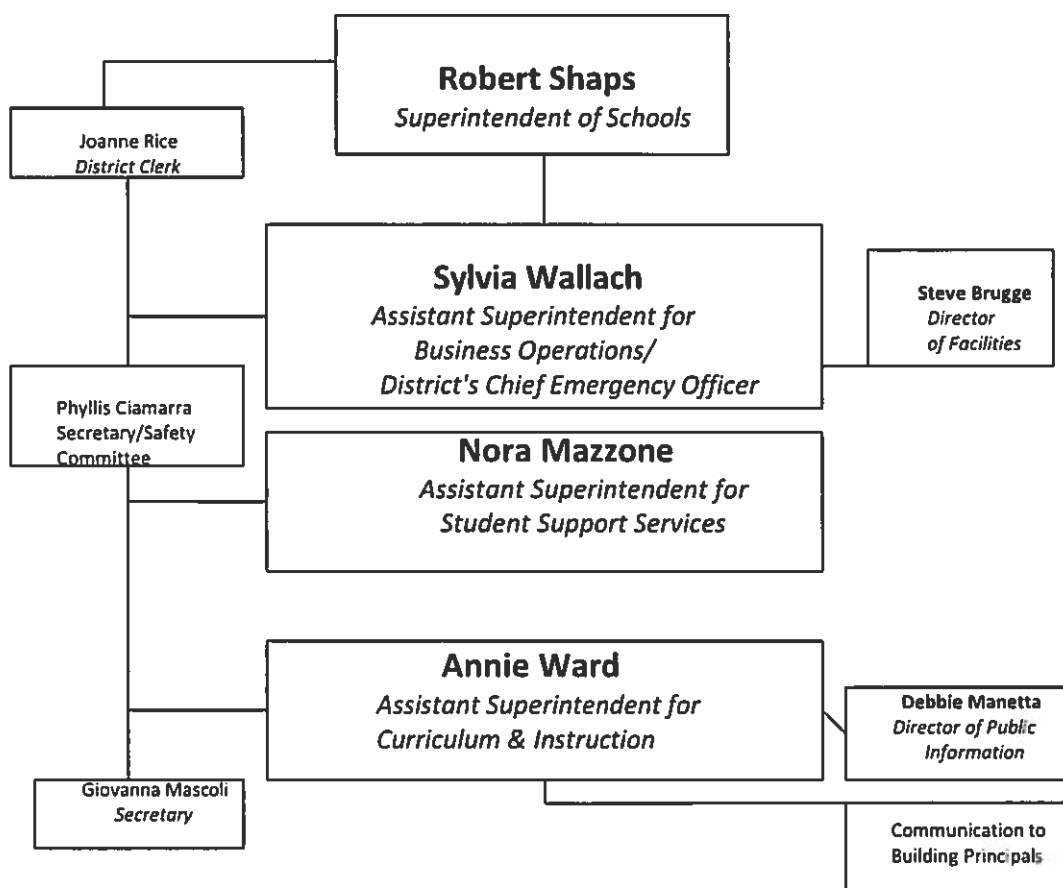 Robert Shaps
Superintendent of Schools
Joanne Rice
District Clerk
Sylvia Wallach
Assistant Superintendent for
Business Operations/
District's Chief Emergency Officer
Steve Brugge
Director
of Facilities
Phyllis Ciamarra
Secretary/Safety
Committee
Nora Mazzone
Assistant Superintendent for
Student Support Services
Annie Ward
Assistant Superintendent for
Curriculum & Instruction
Debbie Manetta
Director of Public
Information
Giovanna Mascoli
Secretary
Communication to
Building Principals